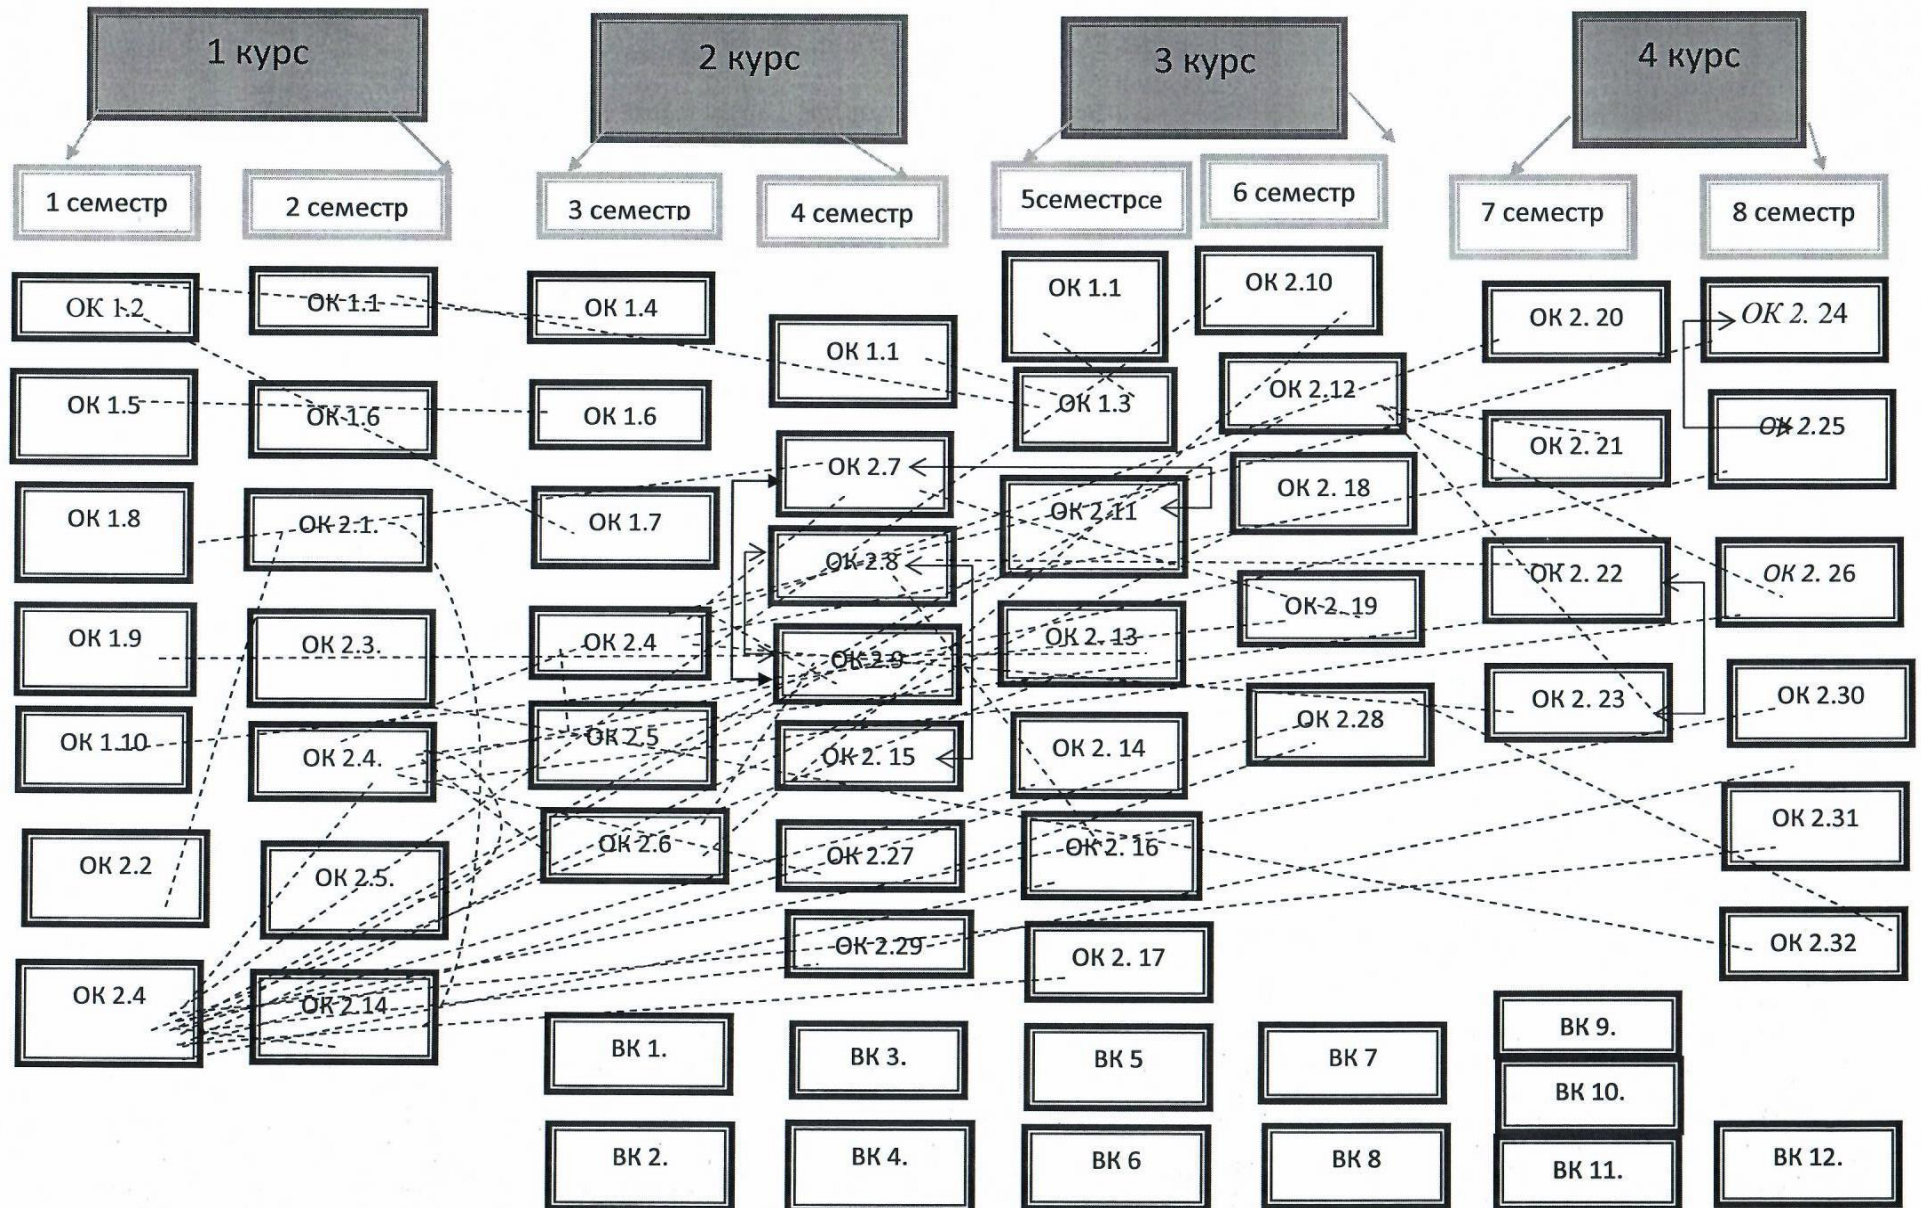 1 курс
2 курс
3 курс
4 курс
1 семестр
2 семестр
3 семестр
4 семестр
5семестрсе
6 семестр
7 семестр
8 семестр
ОК 1.2
ОК 1.5
ОК 1.8
ОК 1.9
ОК 1.10
ОК 2.2
ОК 2.4
ОК 1.1
ОК 1.6
ОК 2.1.
ОК 2.3.
ОК 2.4.
ОК 2.5.
ОК 2.14
ОК 1.4
ОК 1.6
ОК 1.7
ОК 2.4
ОК 2.5
ОК 2.6
ВК 1.
ВК 2.
ОК 1.1
ОК 2.7
ОК 2.8
ОК 2.9
ОК 2. 15
ОК 2.27
ОК 2.29
ВК 3.
ВК 4.
ОК 1.1
ОК 1.3
ОК 2.11
ОК 2. 13
ОК 2. 14
ОК 2. 16
ОК 2. 17
ВК 5
ВК 6
ОК 2.10
ОК 2.12
ОК 2. 18
ОК 2. 19
ОК 2.28
ВК 7
ВК 8
ОК 2. 20
ОК 2. 21
ОК 2. 22
ОК 2. 23
ВК 9.
ВК 10.
ВК 11.
ОК 2. 24
ОК 2.25
ОК 2. 26
ОК 2.30
ОК 2.31
ОК 2.32
ВК 12.